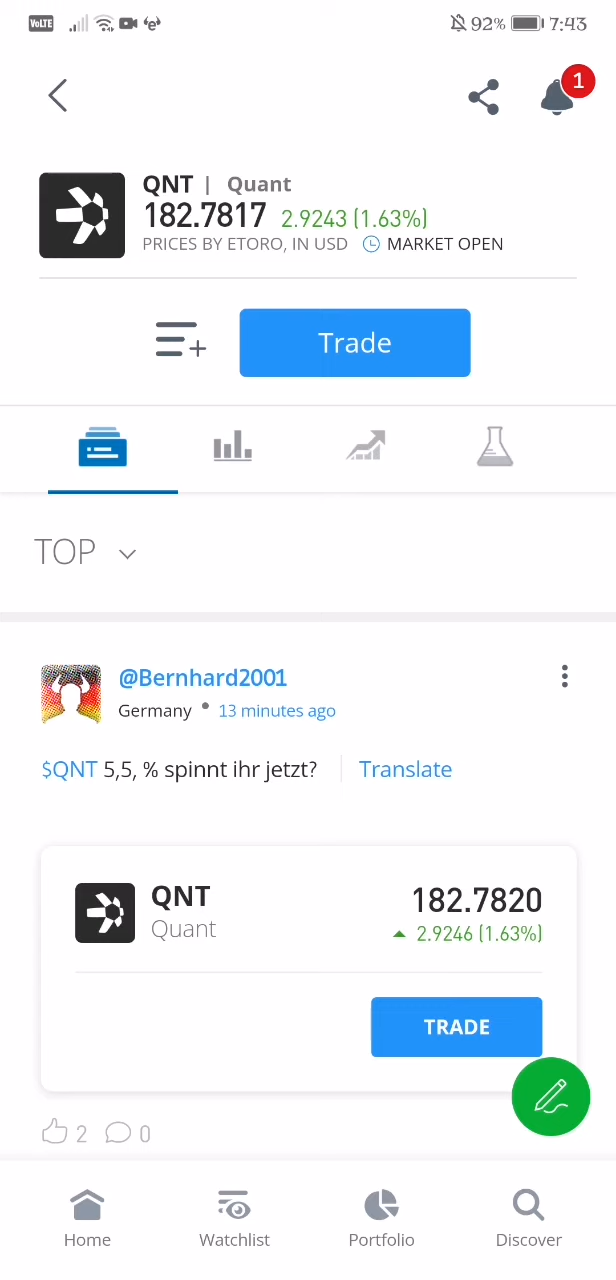 VoLTE 92% 7:43
1
QNT | Quant
182.7817 2.9243 (1.63%)
PRICES BY ETORO, IN USD MARKET OPEN
Trade
TOP
@Bernhard2001
Germany • 13 minutes ago
$QNT 5,5, % spinnt ihr jetzt? Translate
QNT 182.7820
Quant 2.9246 (1.63%)
TRADE
2 0
Home Watchlist Portfolio Discover